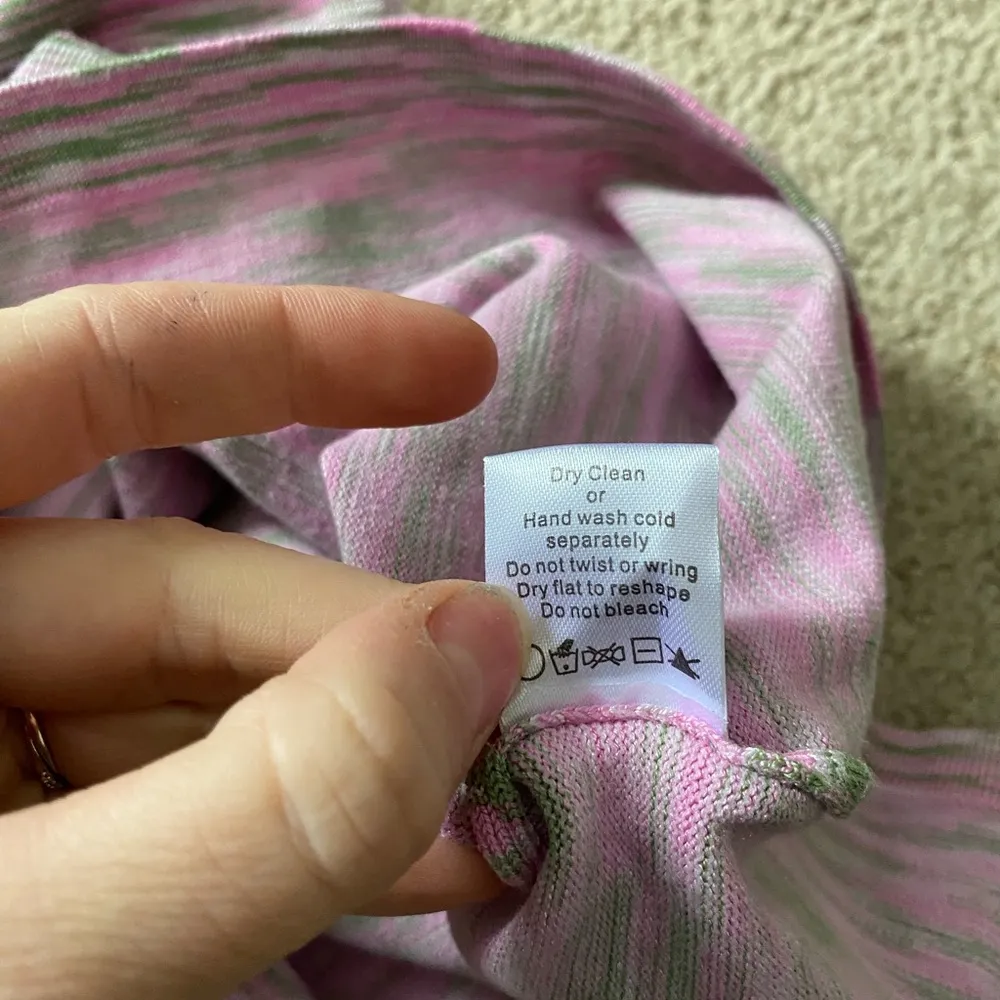 Dry Clean
or
Hand wash cold
separately
Do not twist or wring
Dry flat to reshape
Do not bleach